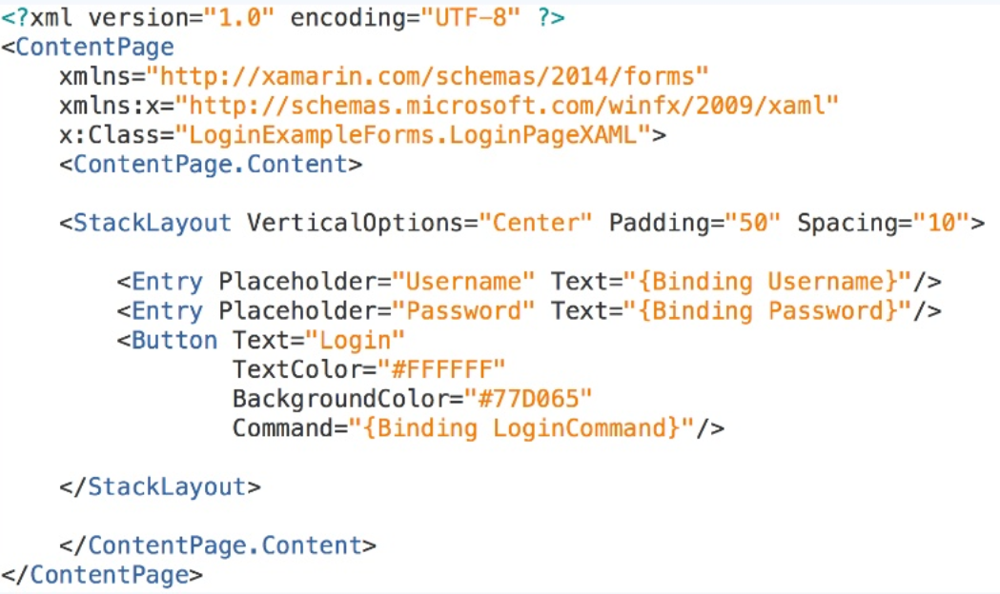 <?xml version="1.0" encoding="UTF-8" ?>
<ContentPage
    xmlns="http://xamarin.com/schemas/2014/forms"
    xmlns:x="http://schemas.microsoft.com/winfx/2009/xaml"
    x:Class="LoginExampleForms.LoginPageXAML">
    <ContentPage.Content>
    <StackLayout VerticalOptions="Center" Padding="50" Spacing="10">
        <Entry Placeholder="Username" Text="{Binding Username}"/>
        <Entry Placeholder="Password" Text="{Binding Password}"/>
        <Button Text="Login"
                TextColor="#FFFFFF"
                BackgroundColor="#77D065"
                Command="{Binding LoginCommand}"/>
    </StackLayout>
    </ContentPage.Content>
</ContentPage>